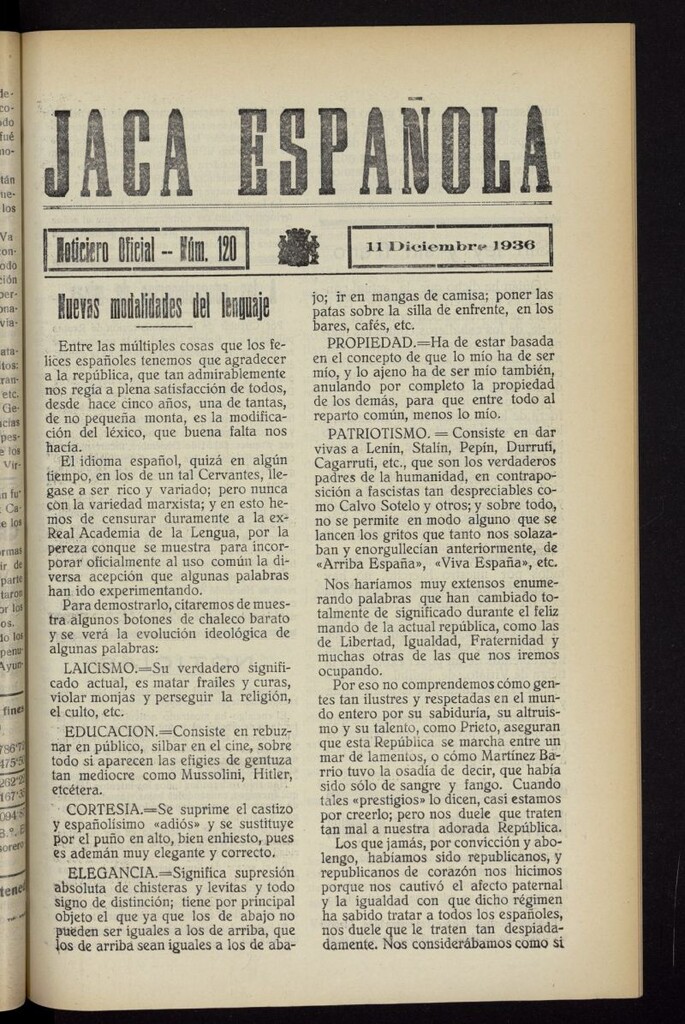 JACA ESPAÑOLA
Noticiero Oficial -- Núm. 120
11 Diciembre 1936
Nuevas modalidades del lenguaje
Entre las múltiples cosas que los fe-
lices españoles tenemos que agradecer
a la república, que tan admirablemente
nos regía a plena satisfacción de todos,
desde hace cinco años, una de tantas,
de no pequeña monta, es la modifica-
ción del léxico, que buena falta nos
hacía.
El idioma español, quizá en algún
tiempo, en los de un tal Cervantes, lle-
gase a ser rico y variado; pero nunca
con la variedad marxista; y en esto he-
mos de censurar duramente a la ex-
Real Academia de la Lengua, por la
pereza conque se muestra para incor-
porar oficialmente al uso común la di-
versa acepción que algunas palabras
han ido experimentando.
Para demostrarlo, citaremos de mues-
tra algunos botones de chaleco barato
y se verá la evolución ideológica de
algunas palabras:
LAICISMO.=Su verdadero signifi-
cado actual, es matar frailes y curas,
violar monjas y perseguir la religión,
el culto, etc.
EDUCACION.=Consiste en rebuz-
nar en público, silbar en el cine, sobre
todo si aparecen las efigies de gentuza
tan mediocre como Mussolini, Hitler,
etcétera.
CORTESIA.=Se suprime el castizo
y españolísimo «adiós» y se sustituye
por el puño en alto, bien enhiesto, pues
es ademán muy elegante y correcto.
ELEGANCIA.=Significa supresión
absoluta de chisteras y levitas y todo
signo de distinción; tiene por principal
objeto el que ya que los de abajo no
pueden ser iguales a los de arriba, que
los de arriba sean iguales a los de aba-
jo; ir en mangas de camisa; poner las
patas sobre la silla de enfrente, en los
bares, cafés, etc.
PROPIEDAD.=Ha de estar basada
en el concepto de que lo mío ha de ser
mío, y lo ajeno ha de ser mío también,
anulando por completo la propiedad
de los demás, para que entre todo al
reparto común, menos lo mío.
PATRIOTISMO. = Consiste en dar
vivas a Lenín, Stalín, Pepín, Durruti,
Cagarruti, etc., que son los verdaderos
padres de la humanidad, en contrapo-
sición a fascistas tan despreciables co-
mo Calvo Sotelo y otros; y sobre todo,
no se permite en modo alguno que se
lancen los gritos que tanto nos solaza-
ban y enorgullecían anteriormente, de
«Arriba España», «Viva España», etc.
Nos haríamos muy extensos enume-
rando palabras que han cambiado to-
talmente de significado durante el feliz
mando de la actual república, como las
de Libertad, Igualdad, Fraternidad y
muchas otras de las que nos iremos
ocupando.
Por eso no comprendemos cómo gen-
tes tan ilustres y respetadas en el mun-
do entero por su sabiduría, su altruis-
mo y su talento, como Prieto, aseguran
que esta República se marcha entre un
mar de lamentos, o cómo Martínez Ba-
rrio tuvo la osadía de decir, que había
sido sólo de sangre y fango. Cuando
tales «prestigios» lo dicen, casi estamos
por creerlo; pero nos duele que traten
tan mal a nuestra adorada República.
Los que jamás, por convicción y abo-
lengo, habíamos sido republicanos, y
republicanos de corazón nos hicimos
porque nos cautivó el afecto paternal
y la igualdad con que dicho régimen
ha sabido tratar a todos los españoles,
nos duele que le traten tan despiada-
damente. Nos considerábamos como si